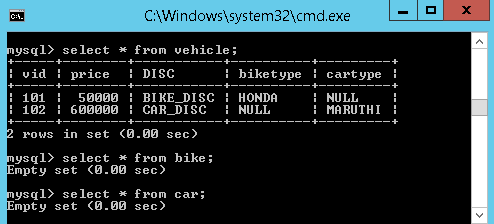 C:\Windows\system32\cmd.exe
mysql> select * from vehicle;
+-----+--------+-----------+----------+---------+
| vid | price | DISC | biketype | cartype |
+-----+--------+-----------+----------+---------+
| 101 | 50000 | BIKE_DISC | HONDA | NULL |
| 102 | 600000 | CAR_DISC | NULL | MARUTHI |
+-----+--------+-----------+----------+---------+
2 rows in set (0.00 sec)
mysql> select * from bike;
Empty set (0.00 sec)
mysql> select * from car;
Empty set (0.00 sec)